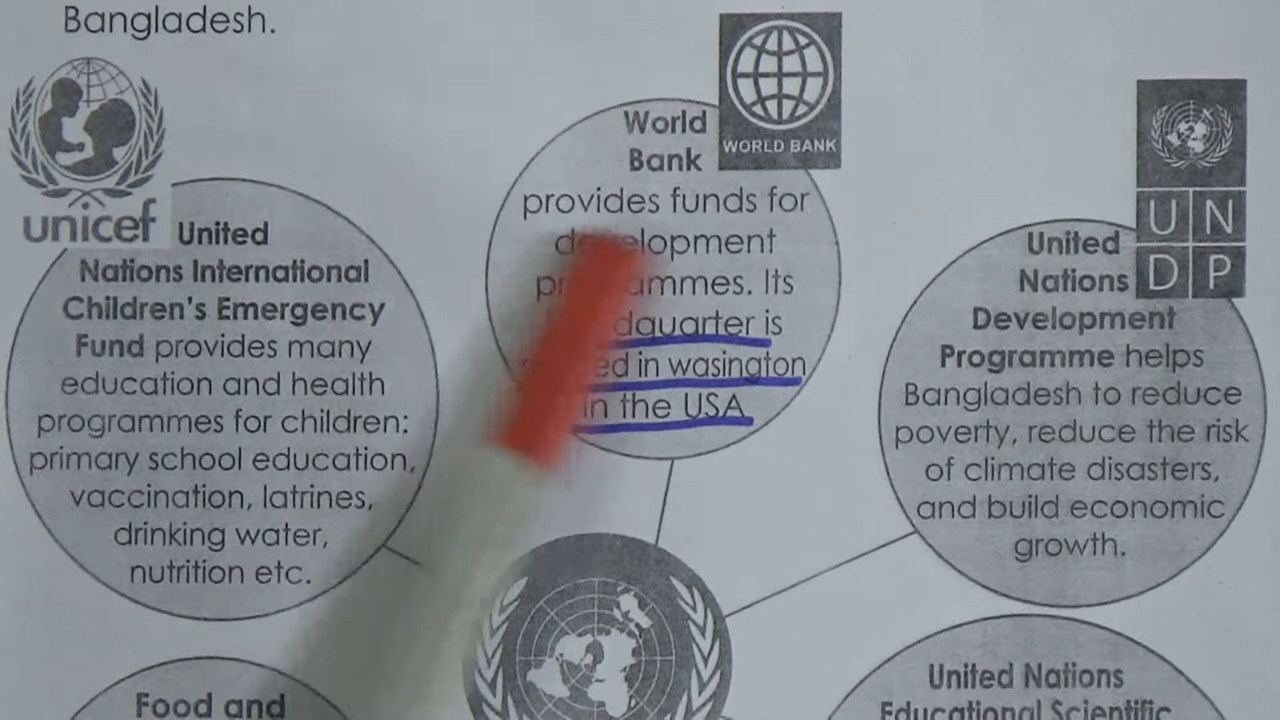 Bangladesh.
unicef
United
Nations International
Children's Emergency
Fund provides many
education and health
programmes for children:
primary school education,
vaccination, latrines,
drinking water,
nutrition etc.
WORLD BANK
World
Bank
provides funds for
Its
is
in wasington
in the USA
UN
DP
United
Nations
Development
Programme helps
Bangladesh to reduce
poverty, reduce the risk
of climate disasters,
and build economic
growth.
Food and
United Nations
Educational Scientific